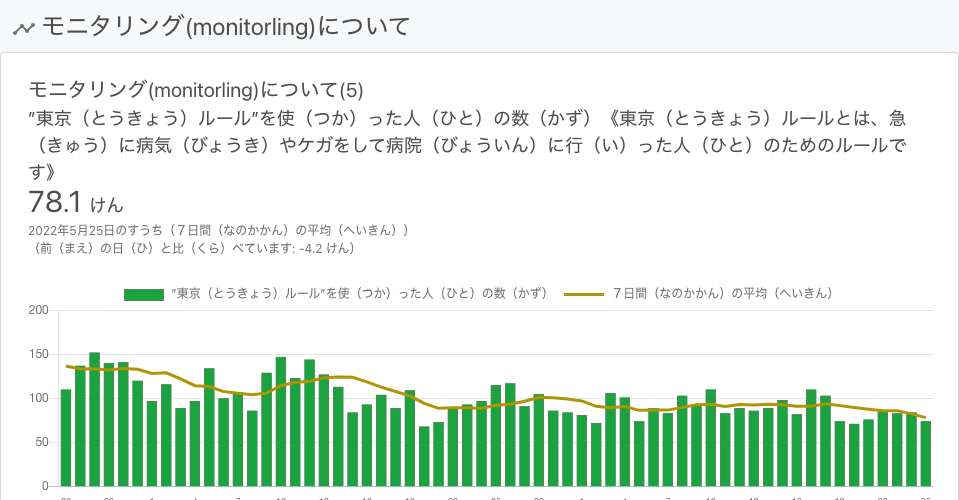 モニタリング(monitorling)について
モニタリング(monitorling)について(5)
”東京（とうきょう）ルール”を使（つか）った人（ひと）の数（かず）《東京（とうきょう）ルールとは、急
（きゅう）に病気（びょうき）やケガをして病院（びょういん）に行（い）った人（ひと）のためのルールで
す》
78.1 けん
2022年5月25日のすうち（７日間（なのかかん）の平均（へいきん））
（前（まえ）の日（ひ）と比（くら）べています: -4.2 けん）
”東京（とうきょう）ルール”を使（つか）った人（ひと）の数（かず） ７日間（なのかかん）の平均（へいきん）
200
150
100
50
0